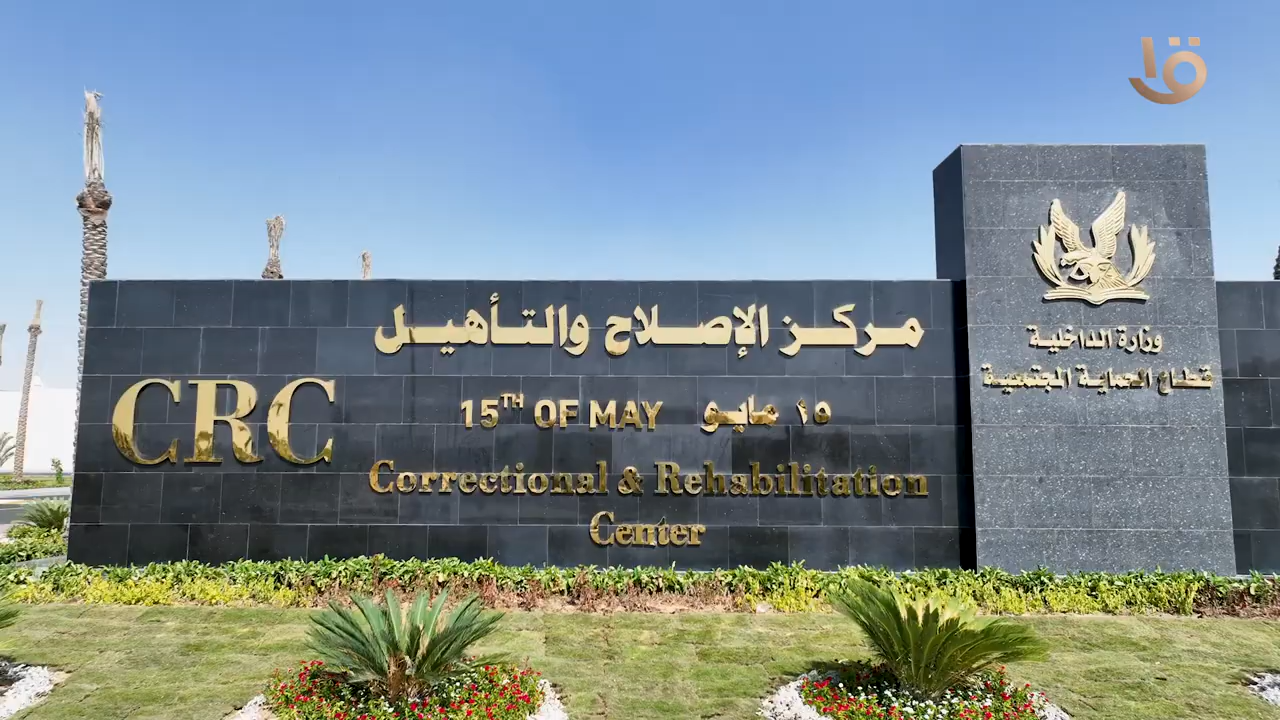 مركز الإصلاح والتأهيل
CRC
15TH OF MAY ١٥ مايو
Correctional & Rehabilitation
Center
وزارة الداخلية
قطاع الحماية المجتمعية